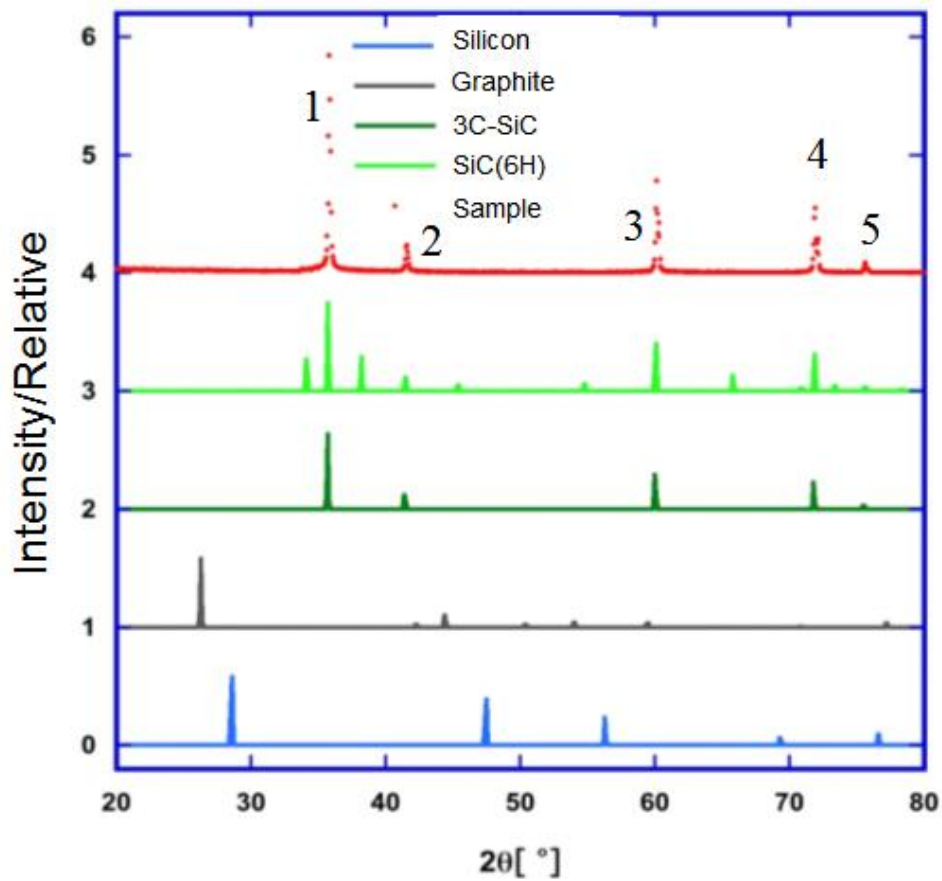 6
Silicon
Graphite
3C-SiC
SiC(6H)
Sample
1
2
3
4
5
5
4
3
2
1
0
Intensity/Relative
20 30 40 50 60 70 80
2θ[ °]